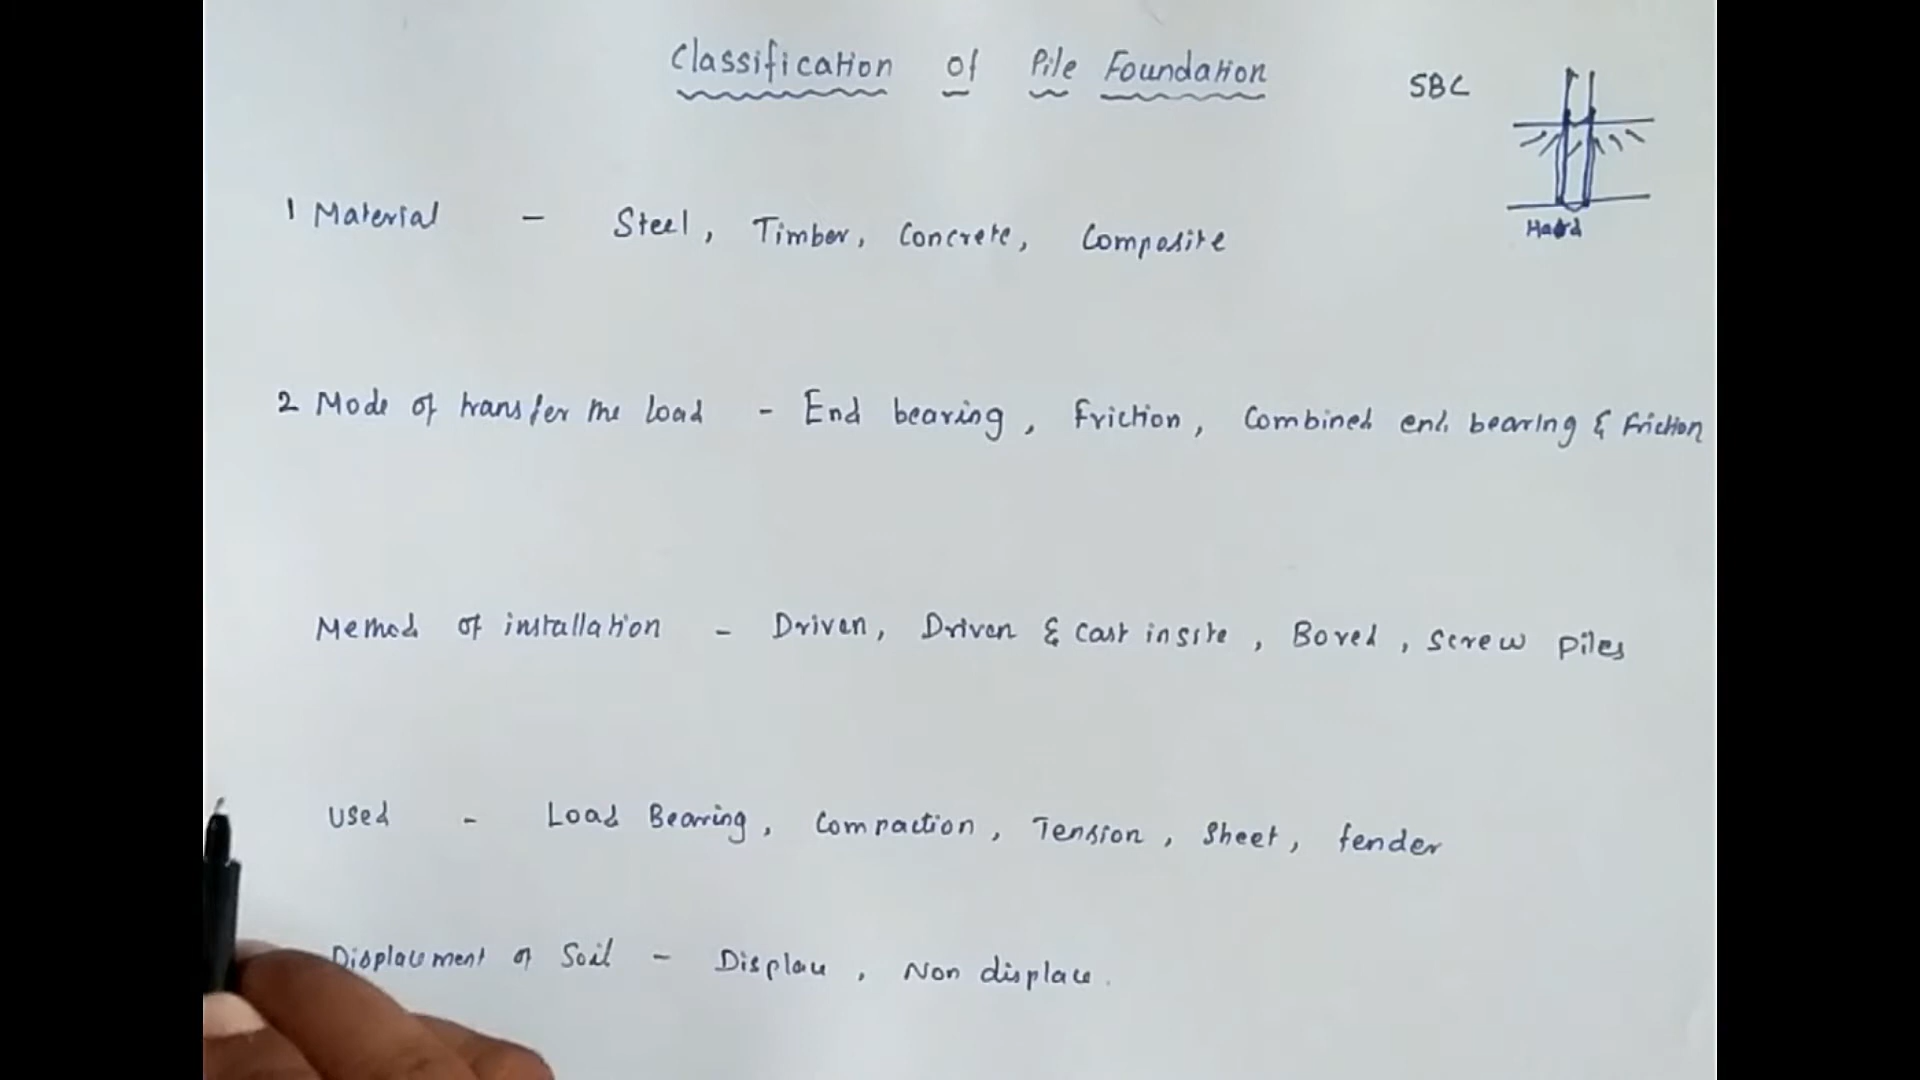 Classification of Pile Foundation
SBC
Hard
1 Material - Steel, Timber, Concrete, Composite
2 Mode of transfer the load - End bearing, Friction, Combined end bearing & Friction
Method of installation - Driven, Driven & Cast insite, Bored, Screw Piles
Used - Load Bearing, Compaction, Tension, Sheet, fender
Displacement of Soil - Displace, Non displace.